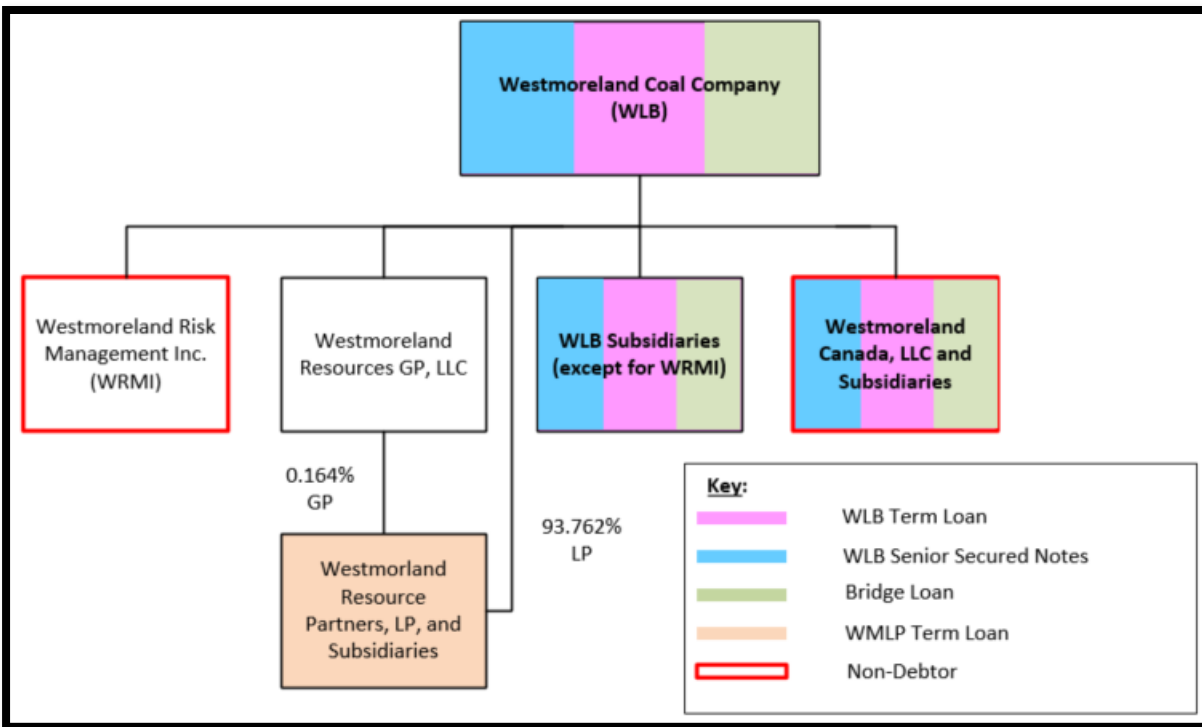 Westmoreland Coal Company
(WLB)
Westmoreland Risk
Management Inc.
(WRMI)
Westmoreland
Resources GP, LLC
WLB Subsidiaries
(except for WRMI)
Westmoreland
Canada, LLC and
Subsidiaries
0.164%
GP
93.762%
LP
Westmorland
Resource
Partners, LP, and
Subsidiaries
Key:
WLB Term Loan
WLB Senior Secured Notes
Bridge Loan
WMLP Term Loan
Non-Debtor